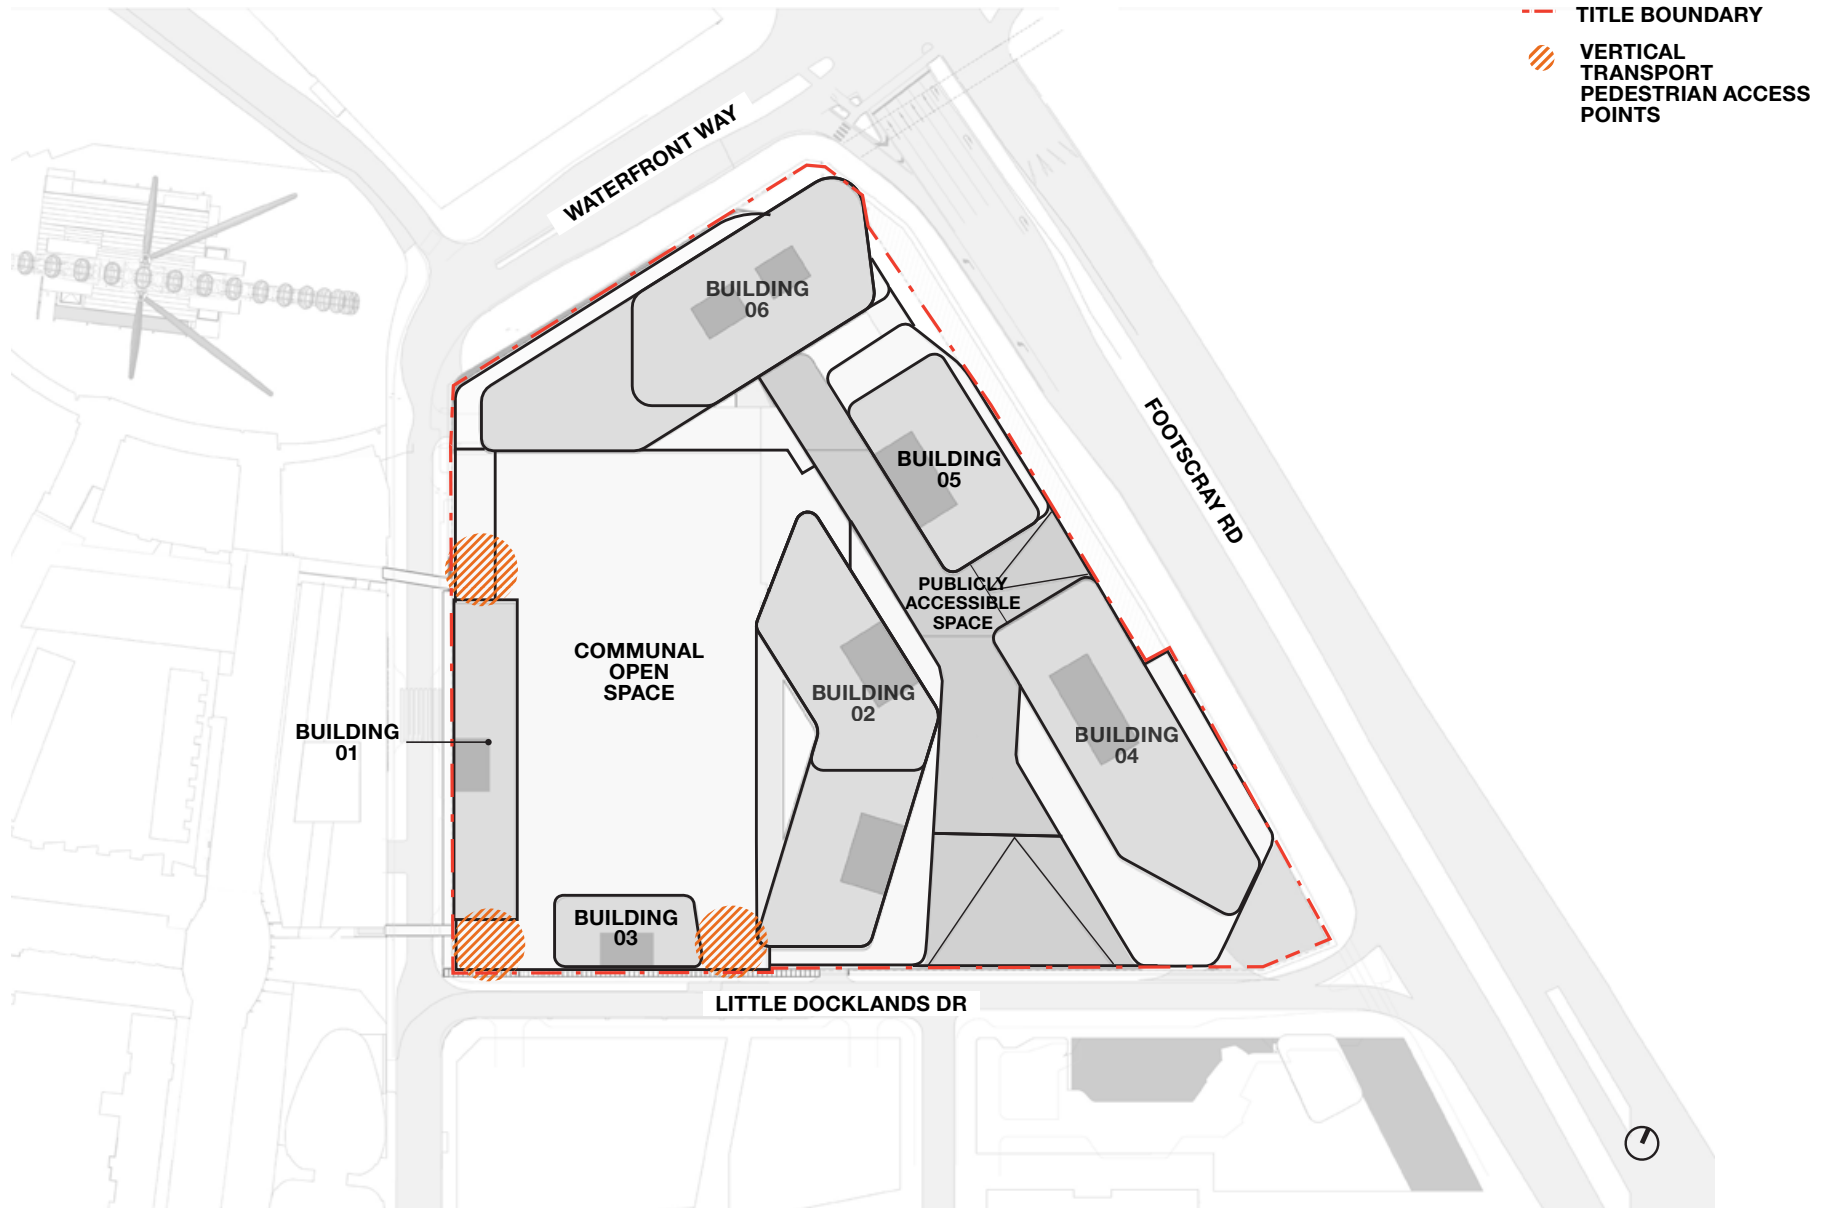 TITLE BOUNDARY
VERTICAL
TRANSPORT
PEDESTRIAN ACCESS
POINTS
WATERFRONT WAY
BUILDING
06
FOOTSCRAY RD
BUILDING
05
PUBLICLY
ACCESSIBLE
SPACE
COMMUNAL
OPEN
SPACE
BUILDING
02
BUILDING
01
BUILDING
04
BUILDING
03
LITTLE DOCKLANDS DR